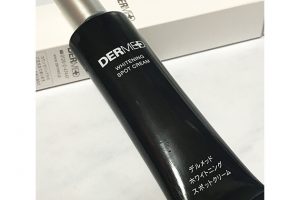 DERMED
WHITENING
SPOT CREAM
デルメッド
ホワイトニング
スポットクリーム